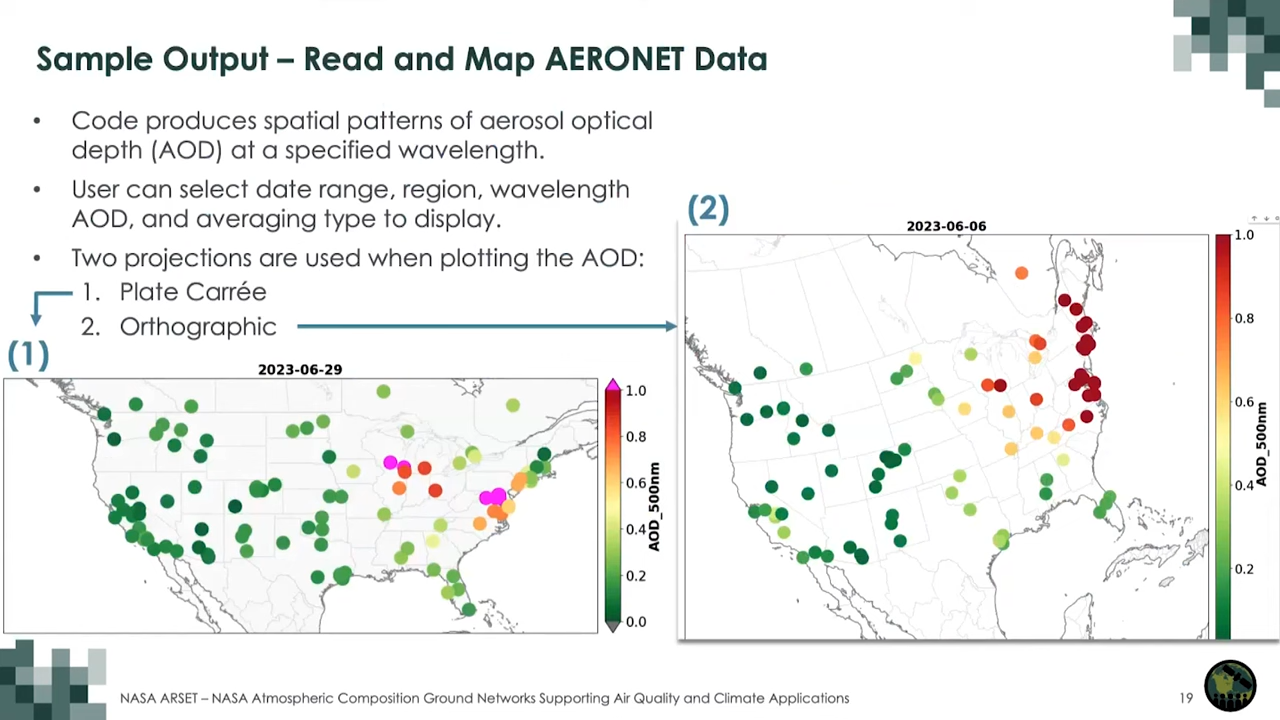 Sample Output – Read and Map AERONET Data
• Code produces spatial patterns of aerosol optical
depth (AOD) at a specified wavelength.
• User can select date range, region, wavelength
AOD, and averaging type to display.
• Two projections are used when plotting the AOD:
1. Plate Carrée
2. Orthographic
(1)
2023-06-29
1.0
0.8
0.6
0.4
0.2
0.0
AOD_500nm
(2)
2023-06-06
1.0
0.8
0.6
0.4
0.2
AOD_500nm
NASA ARSET – NASA Atmospheric Composition Ground Networks Supporting Air Quality and Climate Applications
19